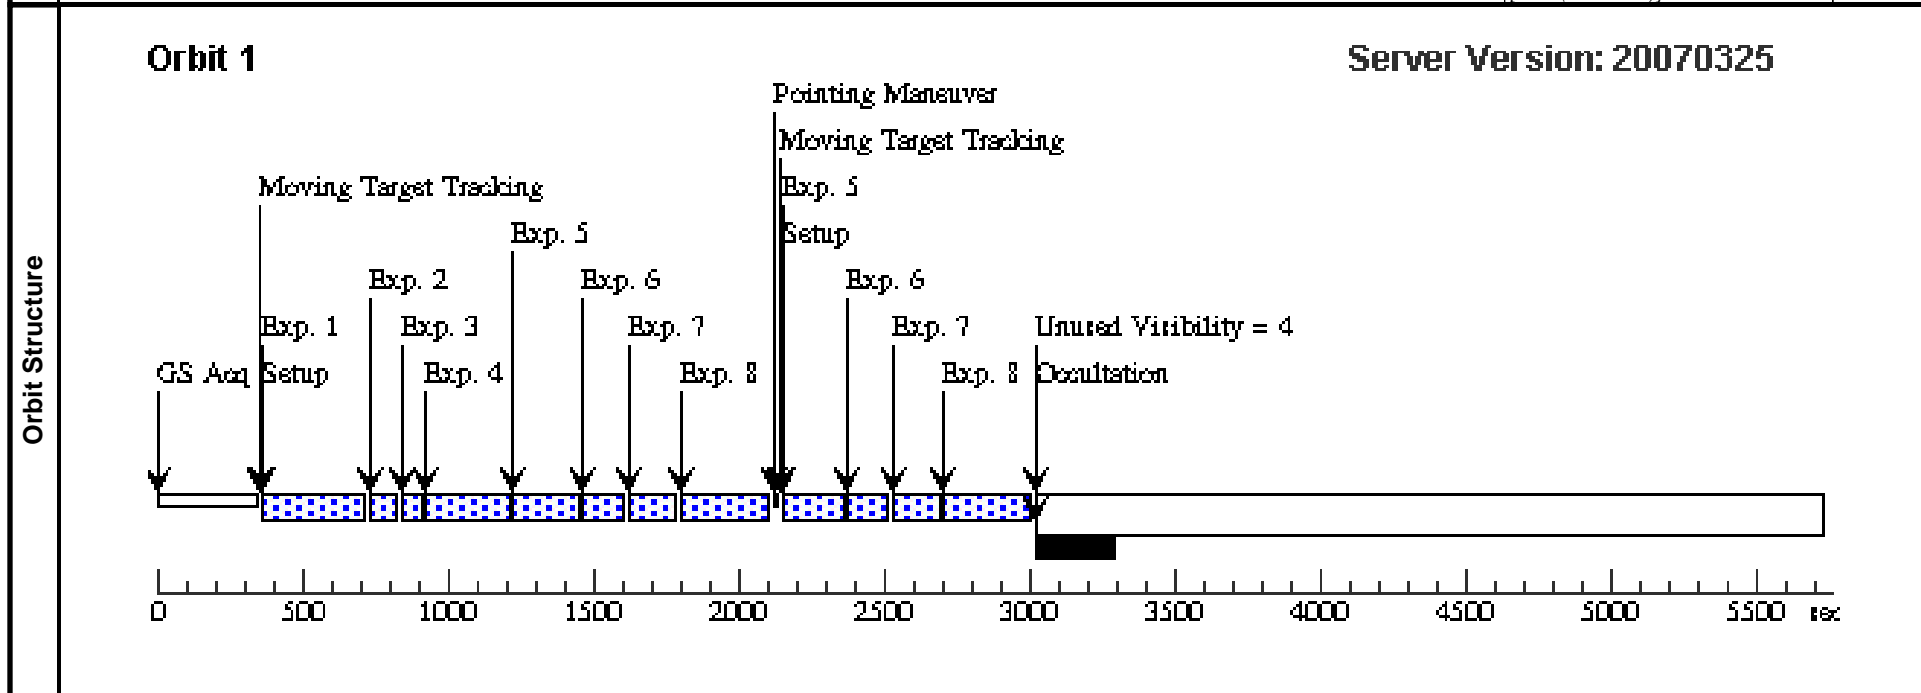 Orbit 1
Server Version: 20070325
Pointing Maneuver
Moving Target Tracking
Moving Target Tracking
Exp. 5
Exp. 5
Setup
Exp. 2
Exp. 6
Exp. 6
Exp. 1
Exp. 3
Exp. 7
Exp. 7
Unused Visibility = 4
GS Acq
Setup
Exp. 4
Exp. 8
Exp. 8
Occultation
Orbit Structure
0 500 1000 1500 2000 2500 3000 3500 4000 4500 5000 5500 sec